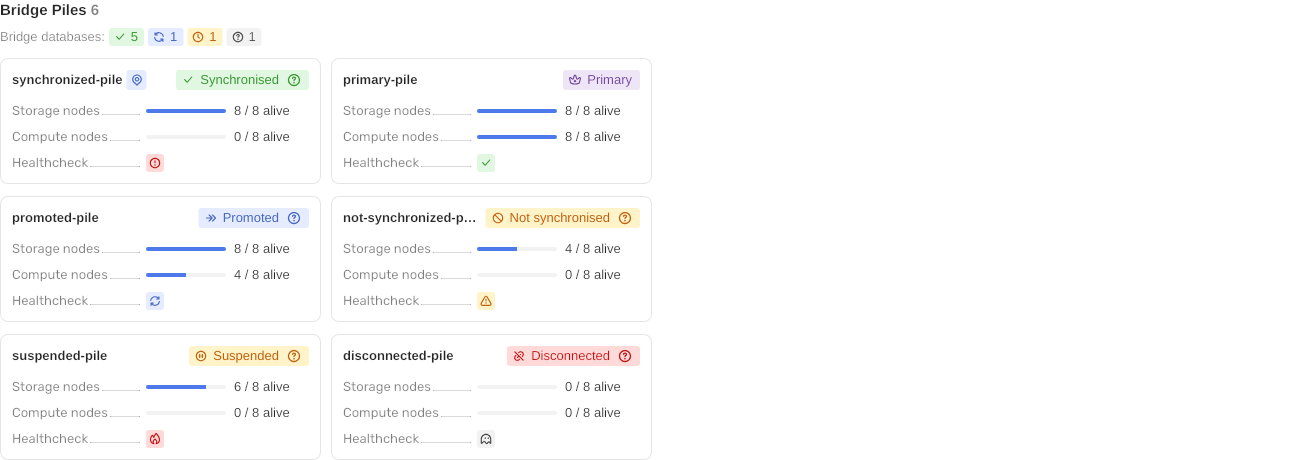 Bridge Piles 6
Bridge databases: 5 1 1 1
synchronized-pile Synchronised
Storage nodes 8 / 8 alive
Compute nodes 0 / 8 alive
Healthcheck
primary-pile Primary
Storage nodes 8 / 8 alive
Compute nodes 8 / 8 alive
Healthcheck
promoted-pile Promoted
Storage nodes 8 / 8 alive
Compute nodes 4 / 8 alive
Healthcheck
not-synchronized-p... Not synchronised
Storage nodes 4 / 8 alive
Compute nodes 0 / 8 alive
Healthcheck
suspended-pile Suspended
Storage nodes 6 / 8 alive
Compute nodes 0 / 8 alive
Healthcheck
disconnected-pile Disconnected
Storage nodes 0 / 8 alive
Compute nodes 0 / 8 alive
Healthcheck